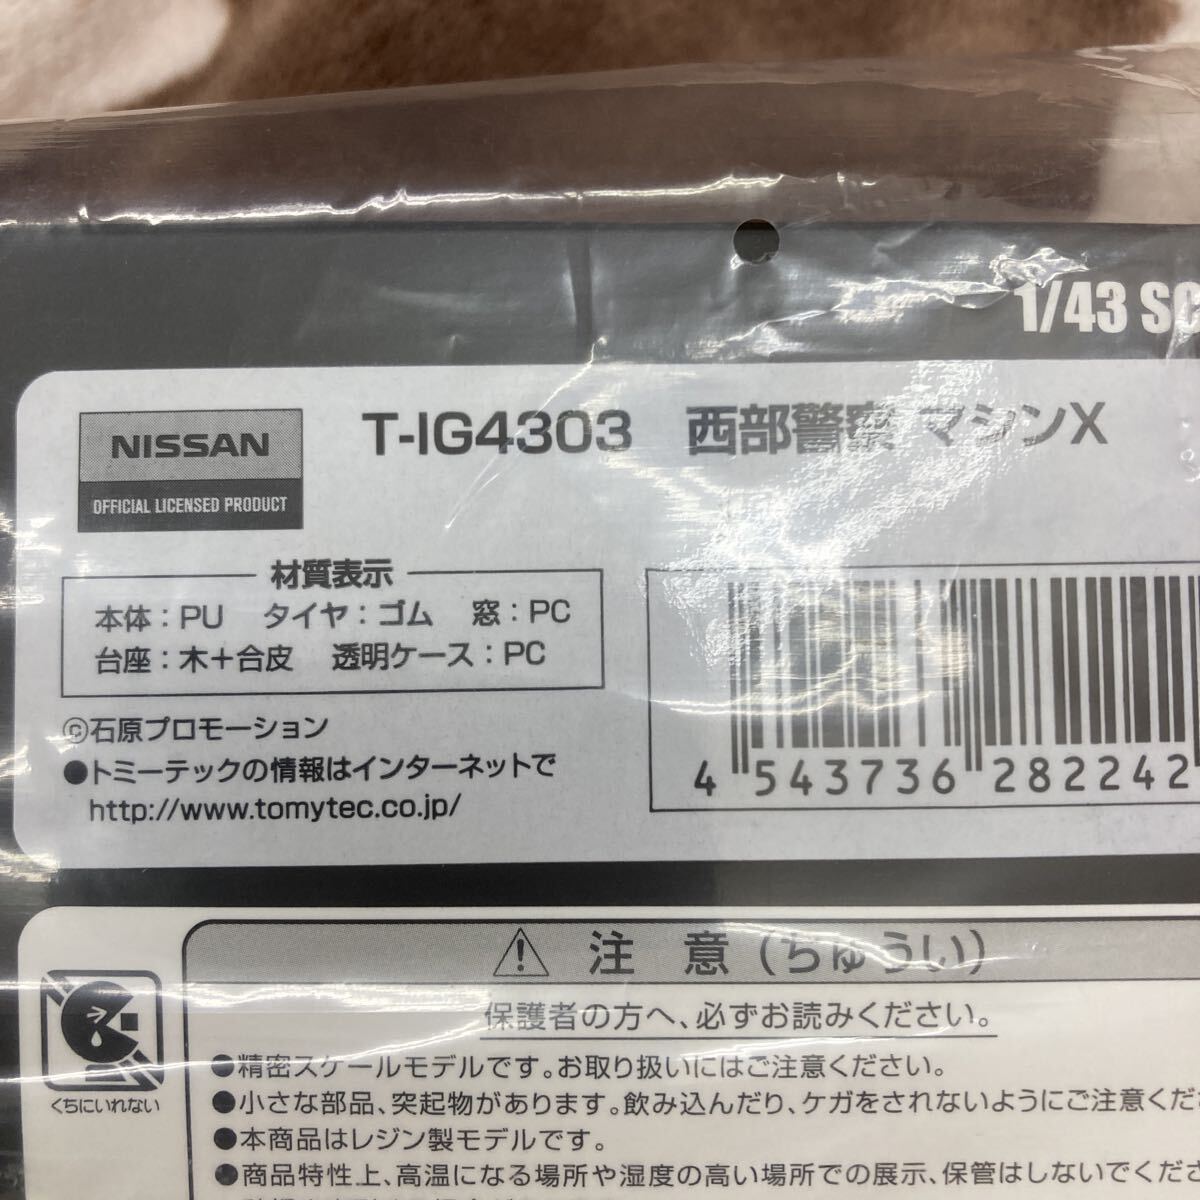 1/43 SC
NISSAN
OFFICIAL LICENSED PRODUCT
T-IG4303 西部警察 マシンX
材質表示
本体:PU タイヤ:ゴム 窓:PC
台座:木+合皮 透明ケース:PC
©石原プロモーション
●トミーテックの情報はインターネットで
http://www.tomytec.co.jp/
4 543736 282242
⚠ 注 意 (ちゅうい)
保護者の方へ、必ずお読みください。
くちにいれない
●精密スケールモデルです。お取り扱いにはご注意ください。
●小さな部品、突起物があります。飲み込んだり、ケガをされないようにご注意くだ
●本商品はレジン製モデルです。
●商品特性上、高温になる場所や湿度の高い場所での展示、保管はしないでくださ